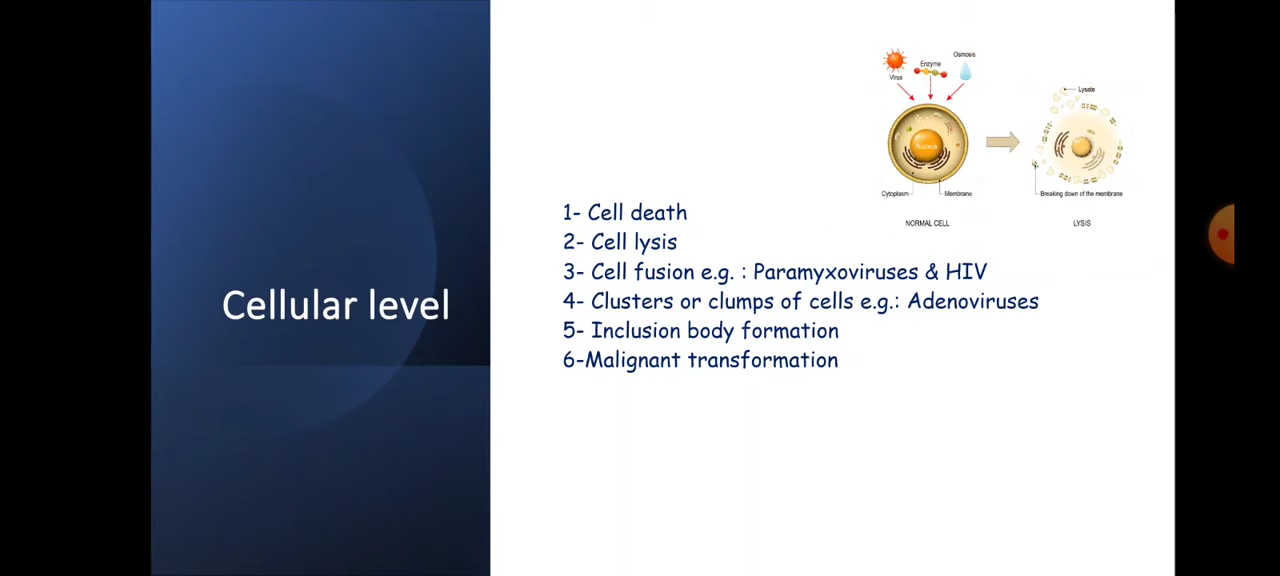 Cellular level
Osmosis
Enzyme
Virus
Lysate
Nucleus
Cytoplasm
Membrane
Breaking down of the membrane
NORMAL CELL
LYSIS
1- Cell death
2- Cell lysis
3- Cell fusion e.g. : Paramyxoviruses & HIV
4- Clusters or clumps of cells e.g.: Adenoviruses
5- Inclusion body formation
6-Malignant transformation